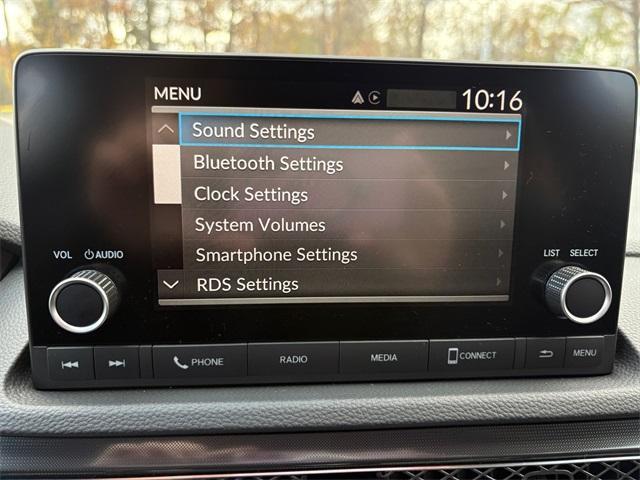 MENU 10:16
Sound Settings
Bluetooth Settings
Clock Settings
System Volumes
Smartphone Settings
RDS Settings
VOL AUDIO
LIST SELECT
PHONE RADIO MEDIA CONNECT MENU